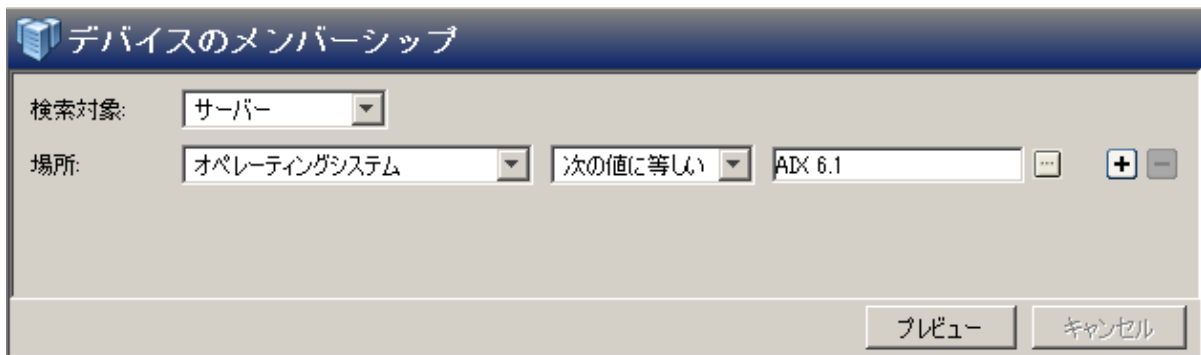 デバイスのメンバーシップ
検索対象: サーバー
場所: オペレーティングシステム 次の値に等しい AIX 6.1 ... + −
プレビュー キャンセル